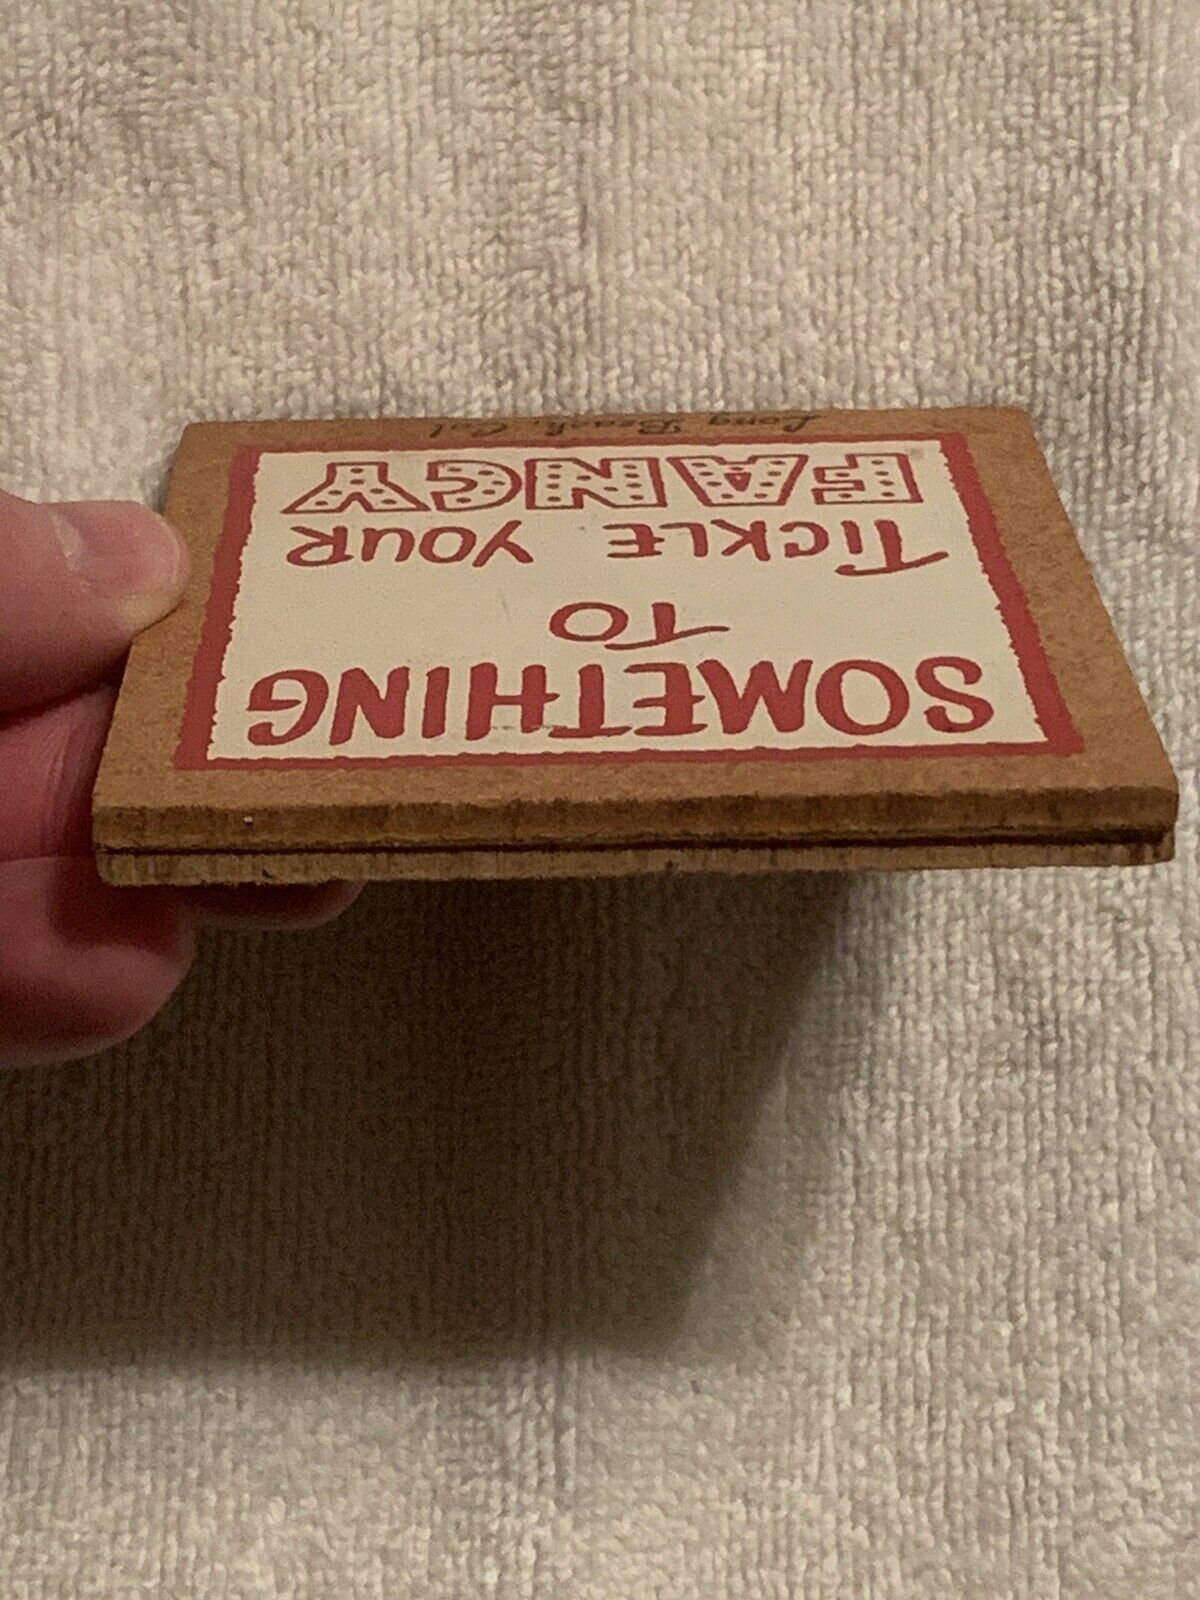 SOMETHING
TO
TICKLE YOUR
FANCY
Long Beach, Cal